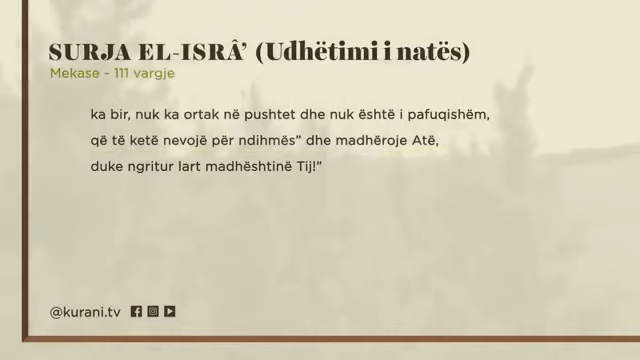 SURJA EL-ISRÂ’ (Udhëtimi i natës)
Mekase - 111 vargje
ka bir, nuk ka ortak në pushtet dhe nuk është i pafuqishëm,
që të ketë nevojë për ndihmës” dhe madhëroje Atë,
duke ngritur lart madhështinë Tij!”
@kurani.tv